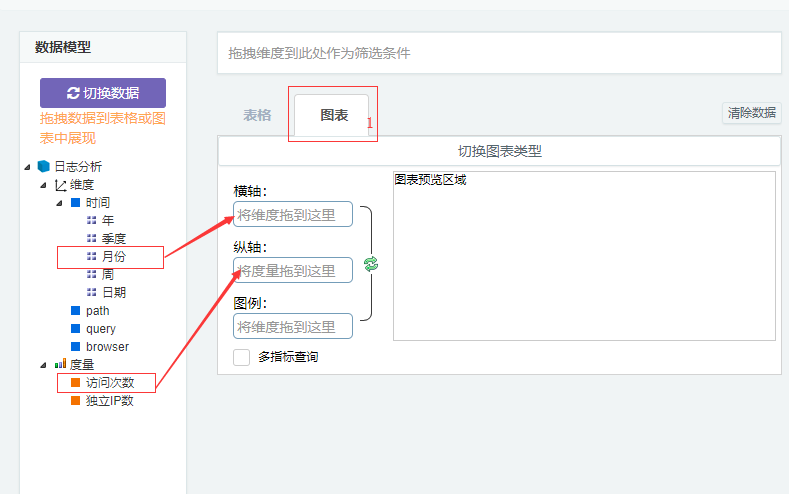 数据模型
切换数据
拖拽数据到表格或图
表中展现
日志分析
维度
时间
年
季度
月份
周
日期
path
query
browser
度量
访问次数
独立IP数
拖拽维度到此处作为筛选条件
表格
图表
1
清除数据
切换图表类型
横轴：
将维度拖到这里
纵轴：
将度量拖到这里
图例：
将维度拖到这里
多指标查询
图表预览区域